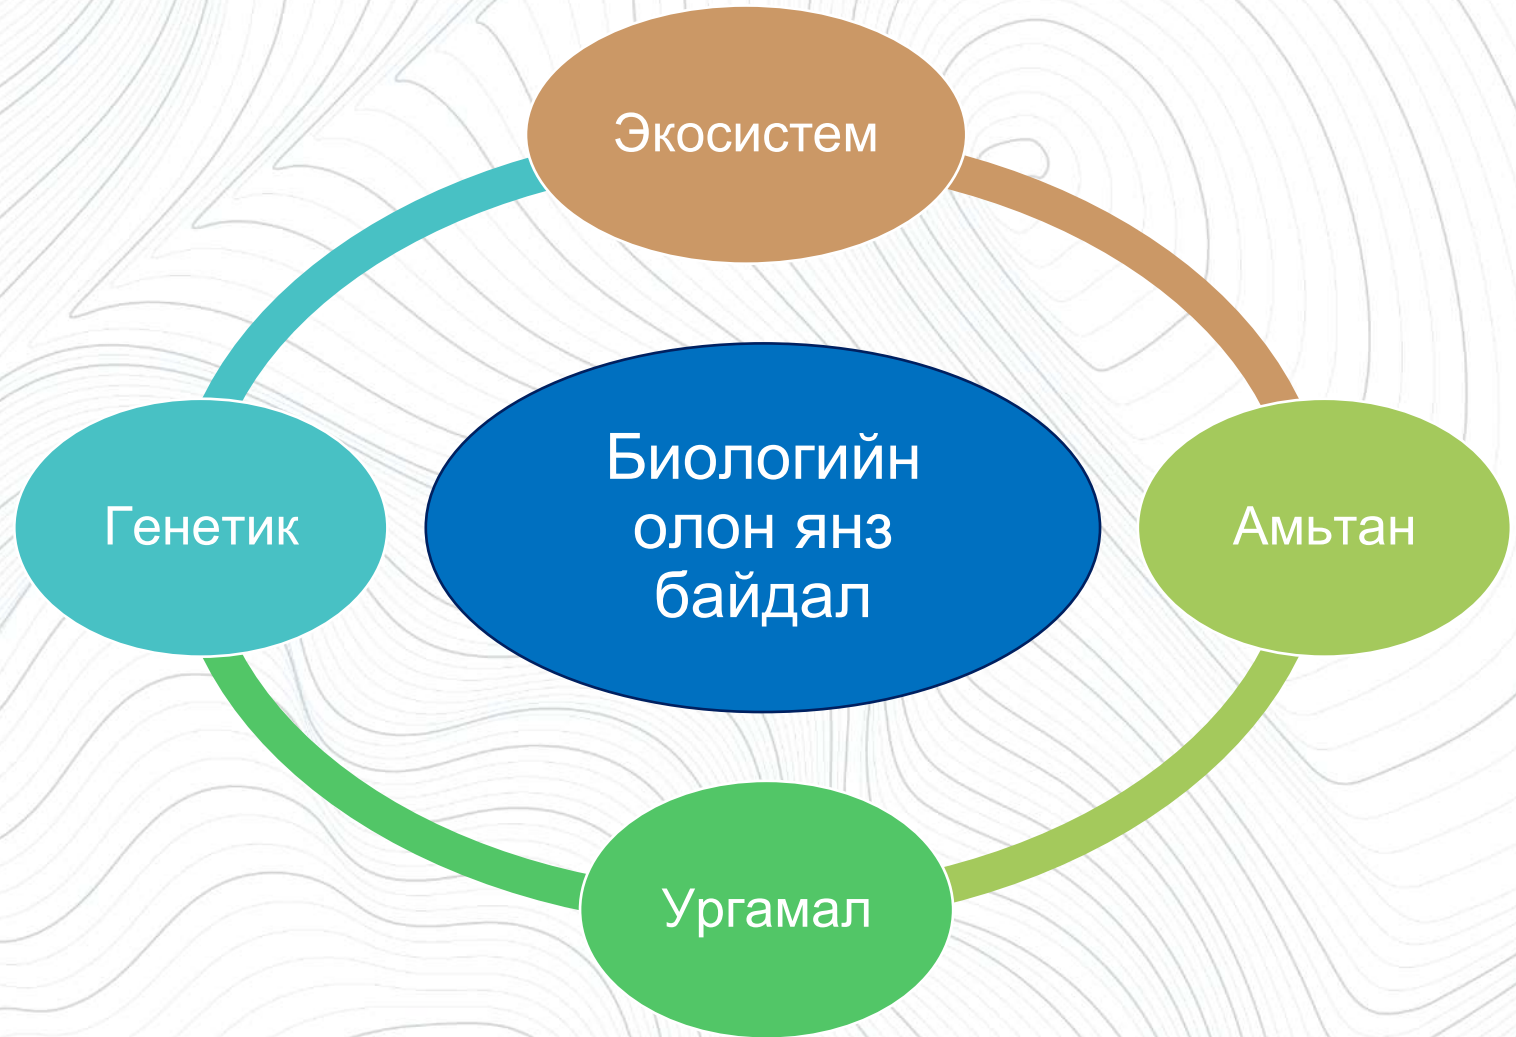 Экосистем
Биологийн
олон янз
байдал
Генетик
Амьтан
Ургамал